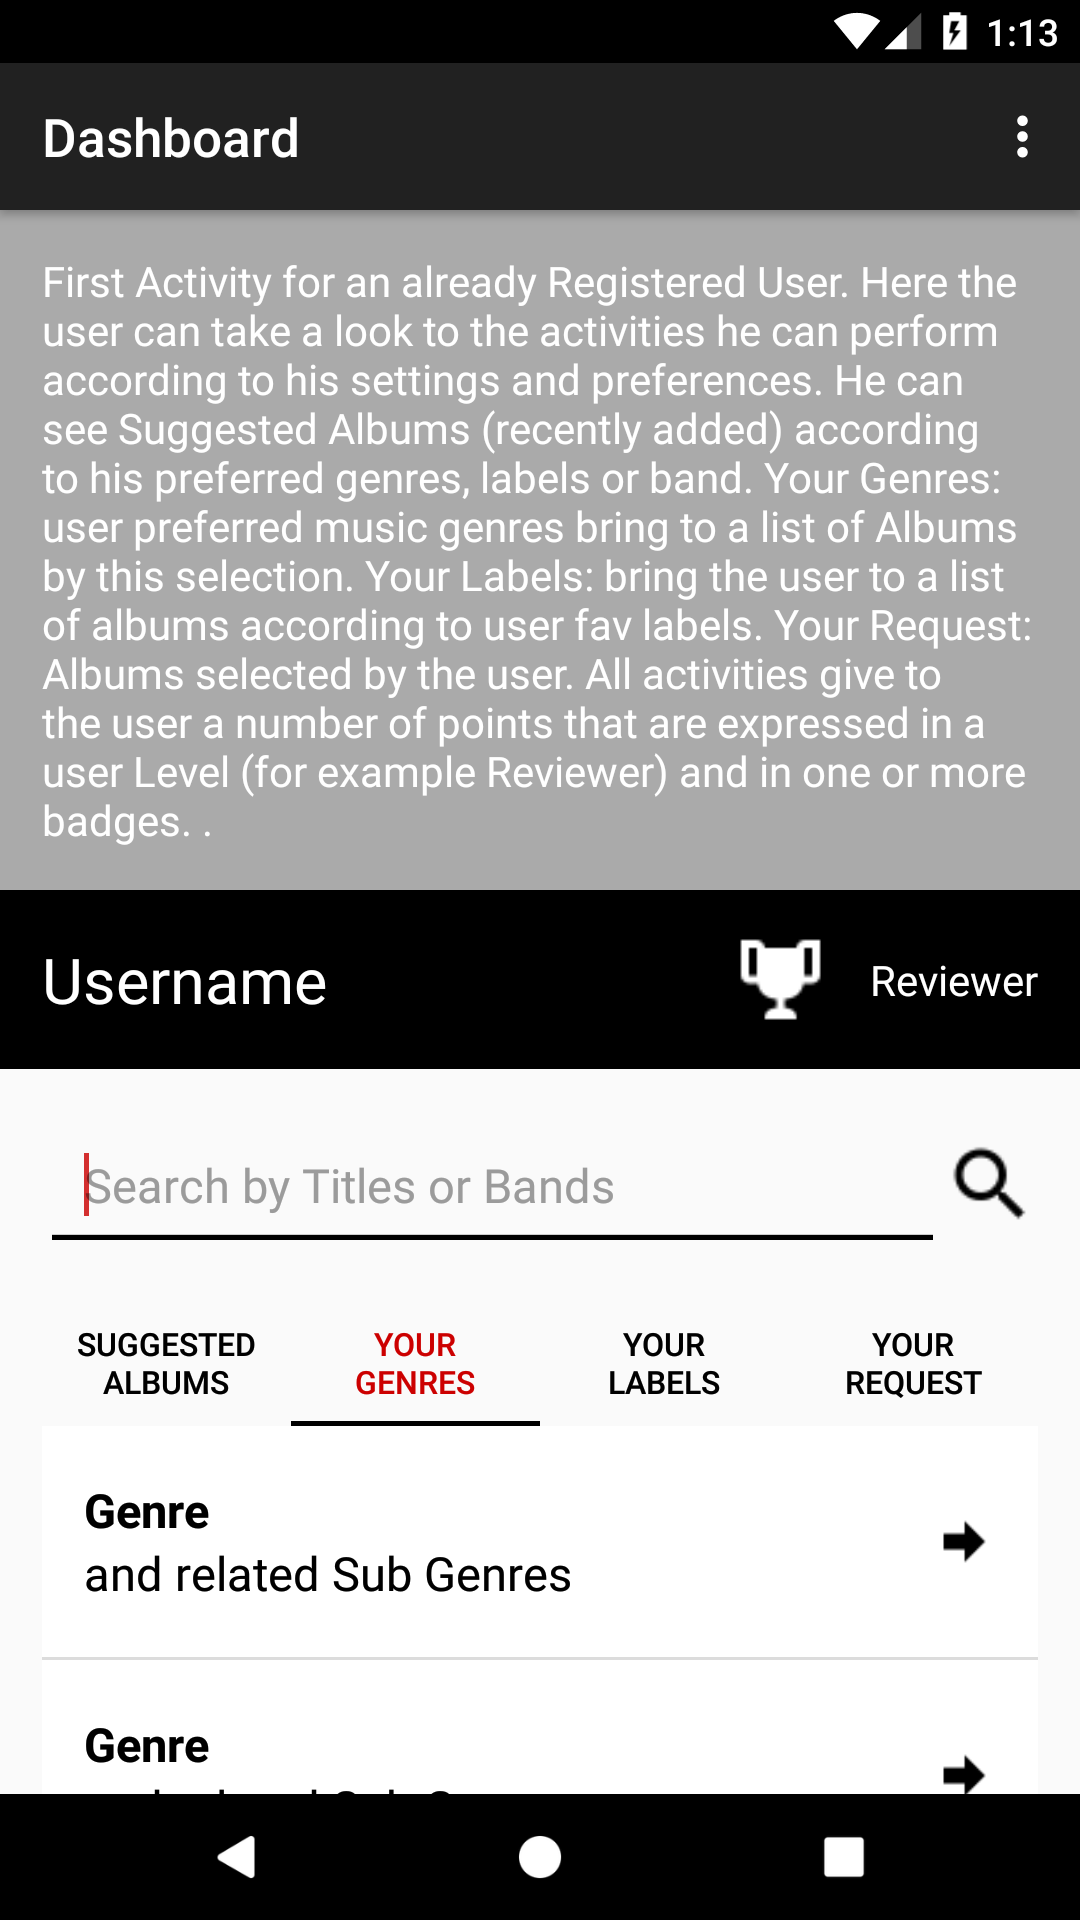 1:13
Dashboard
First Activity for an already Registered User. Here the
user can take a look to the activities he can perform
according to his settings and preferences. He can
see Suggested Albums (recently added) according
to his preferred genres, labels or band. Your Genres:
user preferred music genres bring to a list of Albums
by this selection. Your Labels: bring the user to a list
of albums according to user fav labels. Your Request:
Albums selected by the user. All activities give to
the user a number of points that are expressed in a
user Level (for example Reviewer) and in one or more
badges. .
Username
Reviewer
Search by Titles or Bands
SUGGESTED
ALBUMS
YOUR
GENRES
YOUR
LABELS
YOUR
REQUEST
Genre
and related Sub Genres
Genre